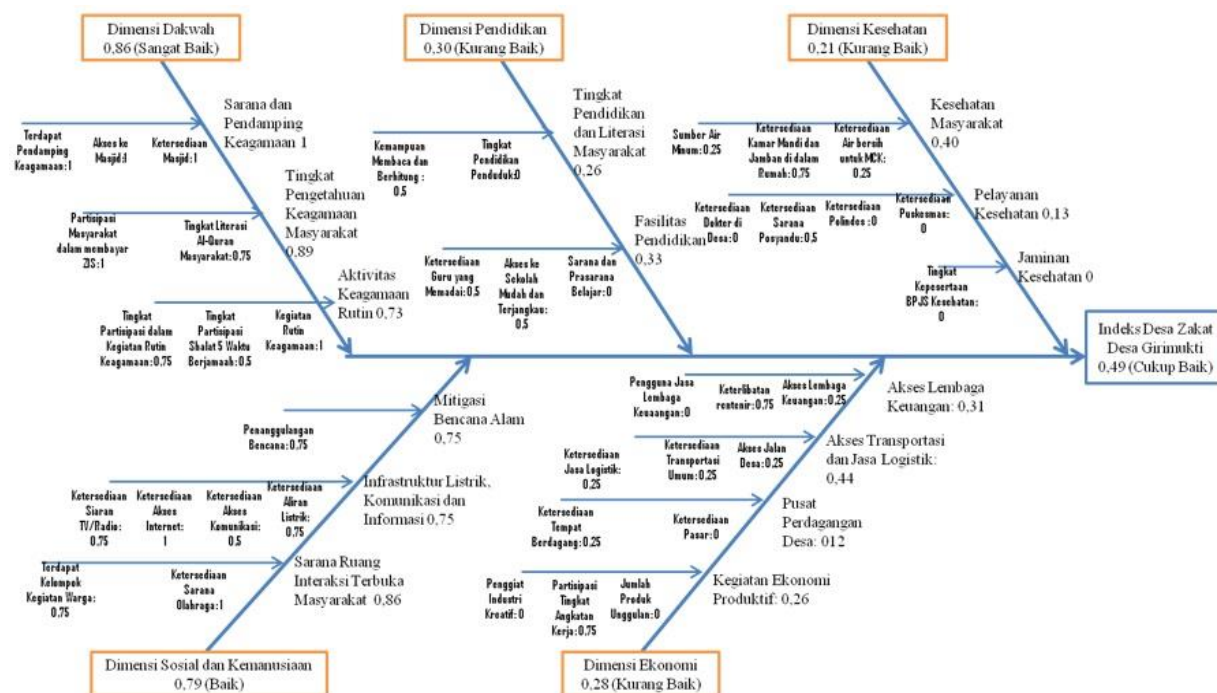 Dimensi Dakwah
0,86 (Sangat Baik)
Dimensi Pendidikan
0,30 (Kurang Baik)
Dimensi Kesehatan
0,21 (Kurang Baik)
Sarana dan
Pendamping
Keagamaan 1
Terdapat
Pendamping
Keagamaan: 1
Akses ke
Masjid:1
Ketersediaan
Masjid: 1
Tingkat
Pengetahuan
Keagamaan
Masyarakat
0,89
Partisipasi
Masyarakat
dalam membayar
ZIS: 1
Tingkat Literasi
Al-Quran
Masyarakat: 0,75
Aktivitas
Keagamaan
Rutin 0,73
Tingkat
Partisipasi dalam
Kegiatan Rutin
Keagamaan: 0,75
Tingkat
Partisipasi
Shalat 5 Waktu
Berjamaah: 0,5
Kegiatan
Rutin
Keagamaan: 1
Tingkat
Pendidikan
dan Literasi
Masyarakat
0,26
Kemampuan
Membaca dan
Berhitung :
0,5
Tingkat
Pendidikan
Penduduk:0
Fasilitas
Pendidikan
0,33
Ketersediaan
Guru yang
Memadai: 0,5
Akses ke
Sekolah
Mudah dan
Terjangkau:
0,5
Sarana dan
Prasarana
Belajar: 0
Kesehatan
Masyarakat
0,40
Sumber Air
Minum: 0,25
Ketersediaan
Kamar Mandi dan
Jamban di dalam
Rumah: 0,75
Ketersediaan
Air bersih
untuk MCK:
0,25
Pelayanan
Kesehatan 0,13
Ketersediaan
Dokter di
Desa: 0
Ketersediaan
Sarana
Posyandu: 0,5
Ketersediaan
Polindes : 0
Ketersediaan
Puskesmas:
0
Jaminan
Kesehatan 0
Tingkat
Kepesertaan
BPJS Kesehatan:
0
Indeks Desa Zakat
Desa Girimukti
0,49 (Cukup Baik)
Mitigasi
Bencana Alam
0,75
Penanggulangan
Bencana: 0,75
Infrastuktur Listrik,
Komunikasi dan
Informasi 0,75
Ketersediaan
Siaran
TV/Radio:
0,75
Ketersediaan
Akses
Internet:
1
Ketersediaan
Akses
Komunikasi:
0,5
Ketersediaan
Aliran
Listrik:
0,75
Sarana Ruang
Interaksi Terbuka
Masyarakat 0,86
Terdapat
Kelompok
Kegiatan Warga:
0,75
Ketersediaan
Sarana
Olahraga: 1
Akses Lembaga
Keuangan: 0,31
Pengguna Jasa
Lembaga
Keuaangan: 0
Keterlibatan
rentenir: 0,75
Akses Lembaga
Keuangan: 0,25
Akses Transportasi
dan Jasa Logistik:
0,44
Ketersediaan
Jasa Logistik:
0,25
Ketersediaan
Transportasi
Umum: 0,25
Akses Jalan
Desa: 0,25
Pusat
Perdagangan
Desa: 012
Ketersediaan
Tempat
Berdagang: 0,25
Ketersediaan
Pasar: 0
Kegiatan Ekonomi
Produktif: 0,26
Penggiat
Industri
Kreatif: 0
Partisipasi
Tingkat
Angkatan
Kerja: 0,75
Jumlah
Produk
Unggulan: 0
Dimensi Sosial dan Kemanusiaan
0,79 (Baik)
Dimensi Ekonomi
0,28 (Kurang Baik)